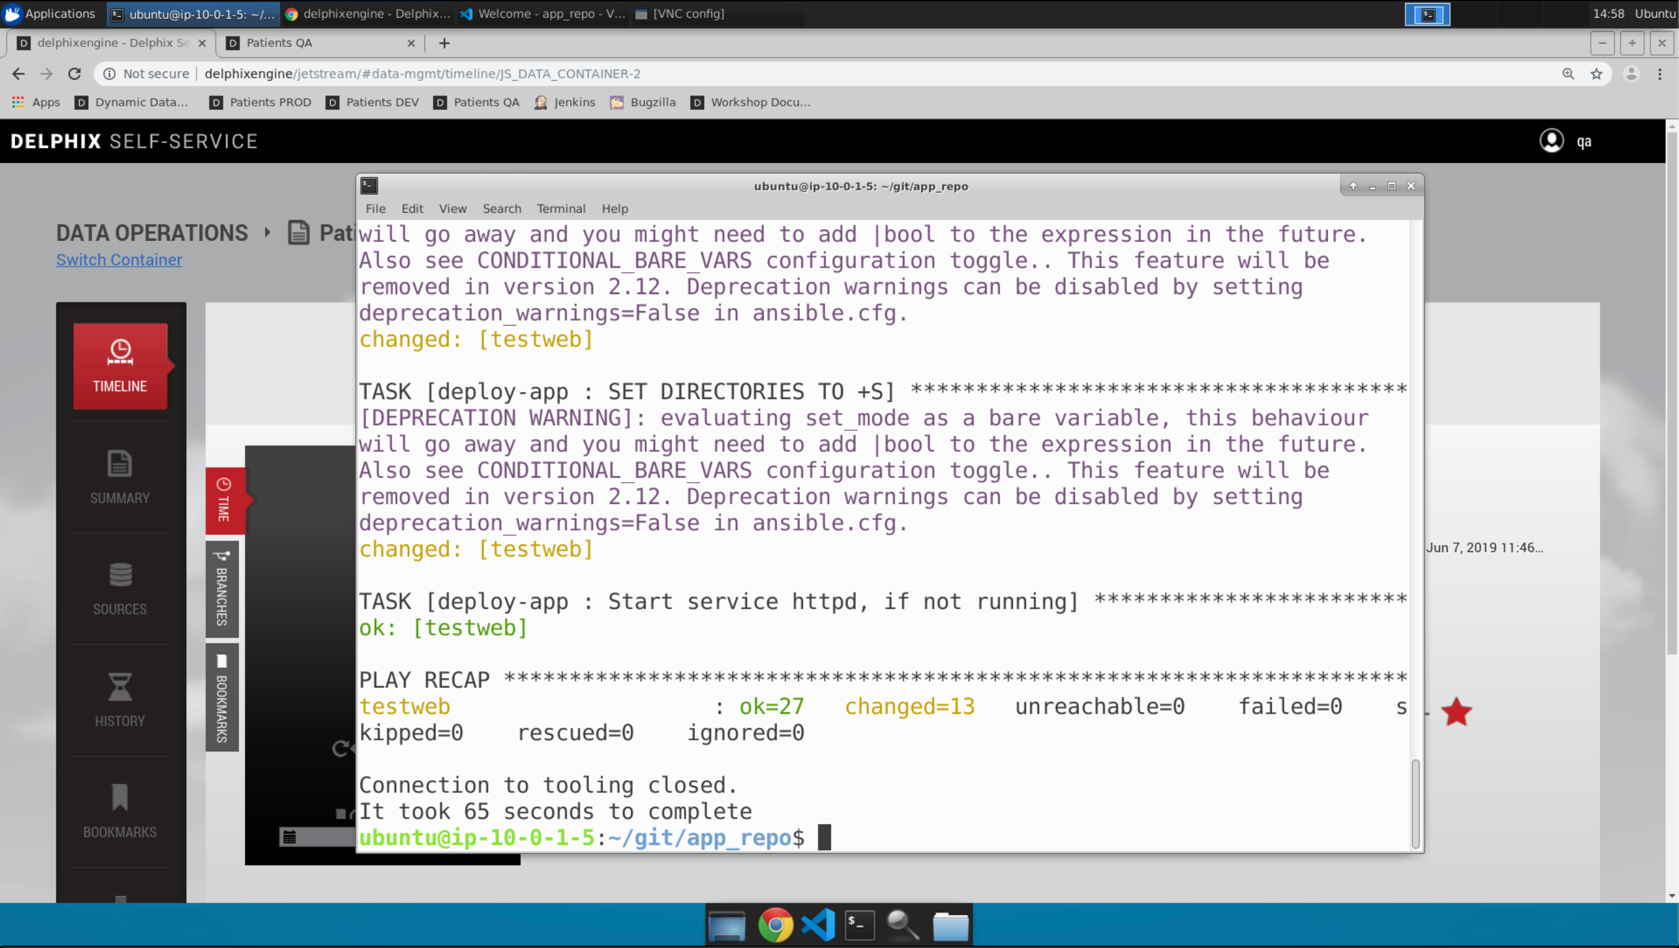 Applications
ubuntu@ip-10-0-1-5: ~/...
delphixengine - Delphix...
Welcome - app_repo - V...
[VNC config]
14:58 Ubuntu
delphixengine - Delphix Se
Patients QA
Not secure | delphixengine/jetstream/#data-mgmt/timeline/JS_DATA_CONTAINER-2
Apps
Dynamic Data...
Patients PROD
Patients DEV
Patients QA
Jenkins
Bugzilla
Workshop Docu...
DELPHIX SELF-SERVICE
qa
DATA OPERATIONS
Pati
Switch Container
TIMELINE
SUMMARY
SOURCES
HISTORY
BOOKMARKS
TIME
BRANCHES
BOOKMARKS
Jun 7, 2019 11:46...
ubuntu@ip-10-0-1-5: ~/git/app_repo
File Edit View Search Terminal Help
will go away and you might need to add |bool to the expression in the future.
Also see CONDITIONAL_BARE_VARS configuration toggle.. This feature will be
removed in version 2.12. Deprecation warnings can be disabled by setting
deprecation_warnings=False in ansible.cfg.
changed: [testweb]
TASK [deploy-app : SET DIRECTORIES TO +S] **************************************
[DEPRECATION WARNING]: evaluating set_mode as a bare variable, this behaviour
will go away and you might need to add |bool to the expression in the future.
Also see CONDITIONAL_BARE_VARS configuration toggle.. This feature will be
removed in version 2.12. Deprecation warnings can be disabled by setting
deprecation_warnings=False in ansible.cfg.
changed: [testweb]
TASK [deploy-app : Start service httpd, if not running] ************************
ok: [testweb]
PLAY RECAP *********************************************************************
testweb : ok=27 changed=13 unreachable=0 failed=0 s
kipped=0 rescued=0 ignored=0
Connection to tooling closed.
It took 65 seconds to complete
ubuntu@ip-10-0-1-5:~/git/app_repo$